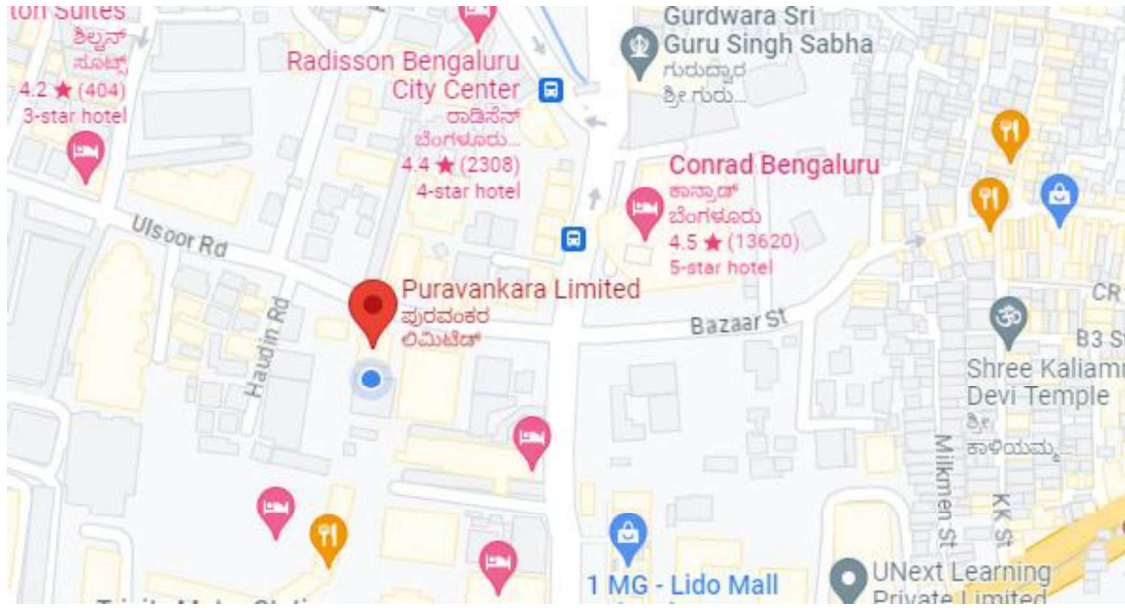 ton Suites
ಶಿಲ್ಟನ್
ಸೂಟ್ಸ್
4.2 ★ (404)
3-star hotel
Radisson Bengaluru
City Center
ರಾಡಿಸೆನ್
ಬೆಂಗಳೂರು...
4.4 ★ (2308)
4-star hotel
Gurdwara Sri
Guru Singh Sabha
ಗುರುದ್ವಾರ
ಶ್ರೀ ಗುರು...
Conrad Bengaluru
ಕಾನ್ರಾಡ್
ಬೆಂಗಳೂರು
4.5 ★ (13620)
5-star hotel
Ulsoor Rd
Haudin Rd
Puravankara Limited
ಪುರವಂಕರ
ಲಿಮಿಟೆಡ್
Bazaar St
CR
B3 St
Shree Kaliamm
Devi Temple
ಶ್ರೀ
ಕಾಳಿಯಮ್ಮ...
Milkmen St
KK St
1 MG - Lido Mall
UNext Learning
Private Limited